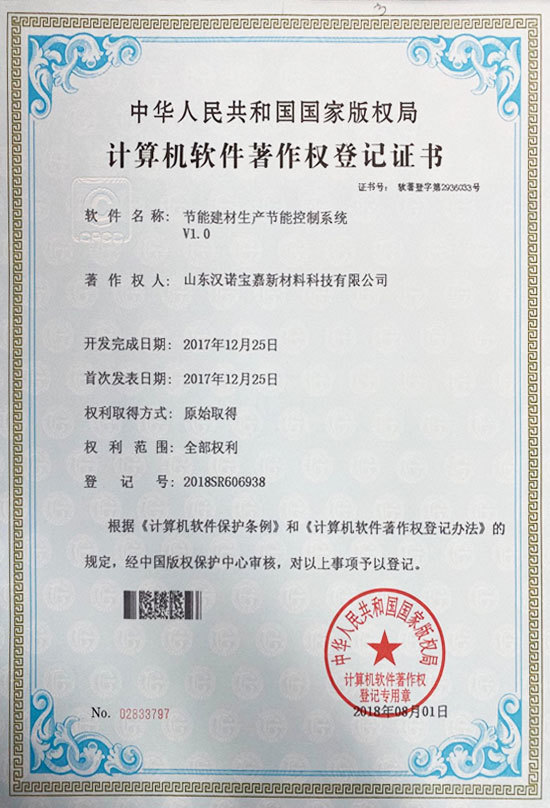 3
中华人民共和国国家版权局
计算机软件著作权登记证书
证书号： 软著登字第2936033号
CPCC
软件名称： 节能建材生产节能控制系统
V1.0
著作权人： 山东汉诺宝嘉新材料科技有限公司
开发完成日期： 2017年12月25日
首次发表日期： 2017年12月25日
权利取得方式： 原始取得
权利范围： 全部权利
登记号： 2018SR606938
根据《计算机软件保护条例》和《计算机软件著作权登记办法》的
规定，经中国版权保护中心审核，对以上事项予以登记。
中华人民共和国国家版权局
计算机软件著作权
登记专用章
No. 02833797
2018年08月01日